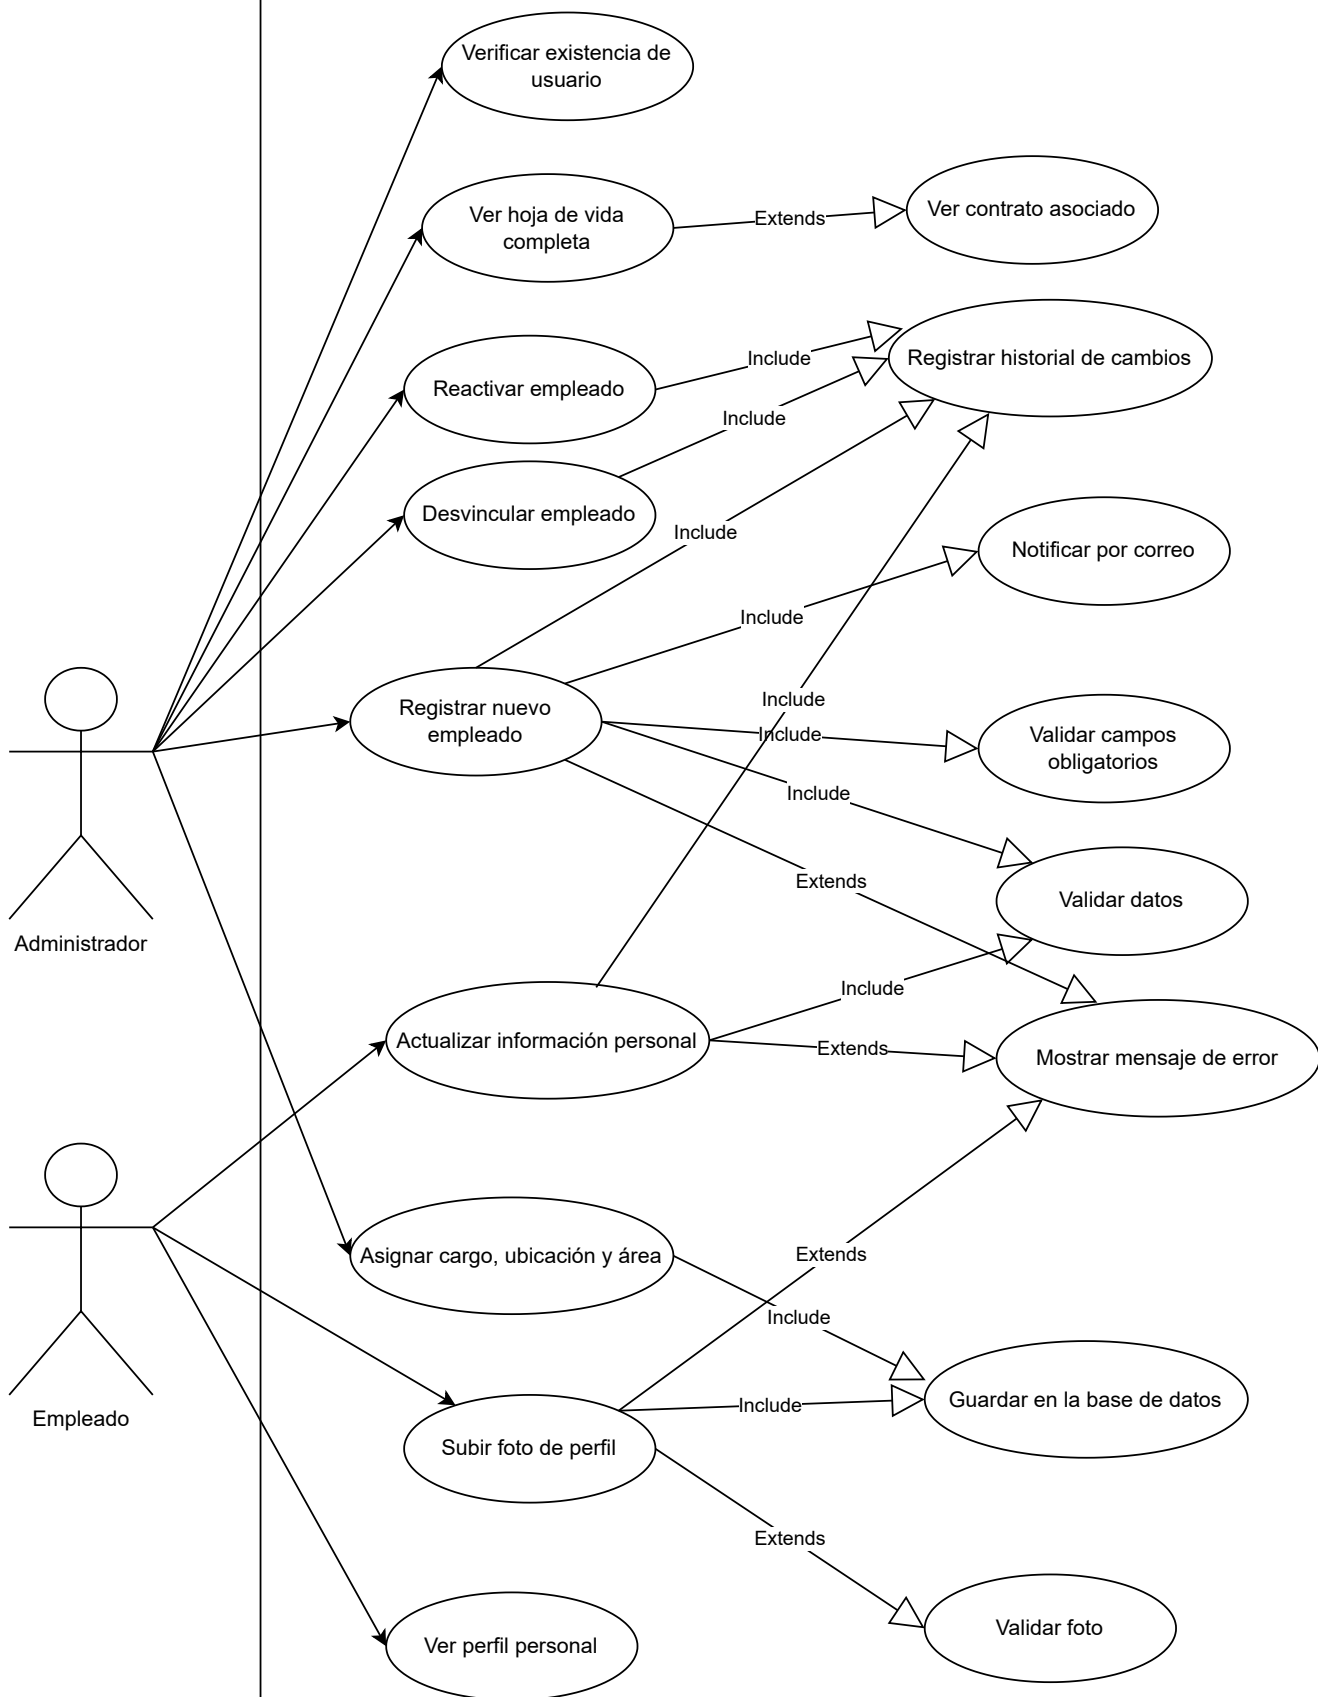 Verificar existencia de
usuario
Ver hoja de vida
completa
Extends
Ver contrato asociado
Reactivar empleado
Include
Registrar historial de cambios
Include
Desvincular empleado
Include
Notificar por correo
Include
Registrar nuevo
empleado
Include
Include
Validar campos
obligatorios
Include
Extends
Validar datos
Administrador
Include
Actualizar información personal
Extends
Mostrar mensaje de error
Asignar cargo, ubicación y área
Extends
Include
Empleado
Include
Guardar en la base de datos
Subir foto de perfil
Extends
Validar foto
Ver perfil personal